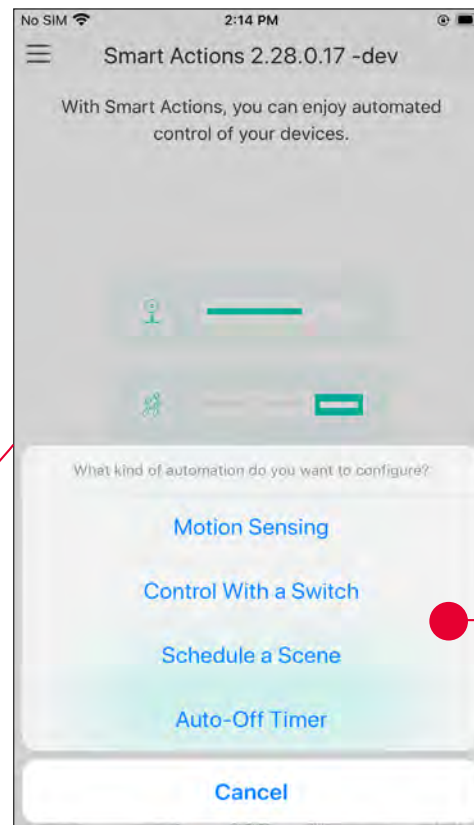 No SIM 2:14 PM
Smart Actions 2.28.0.17 -dev
With Smart Actions, you can enjoy automated
control of your devices.
What kind of automation do you want to configure?
Motion Sensing
Control With a Switch
Schedule a Scene
Auto-Off Timer
Cancel